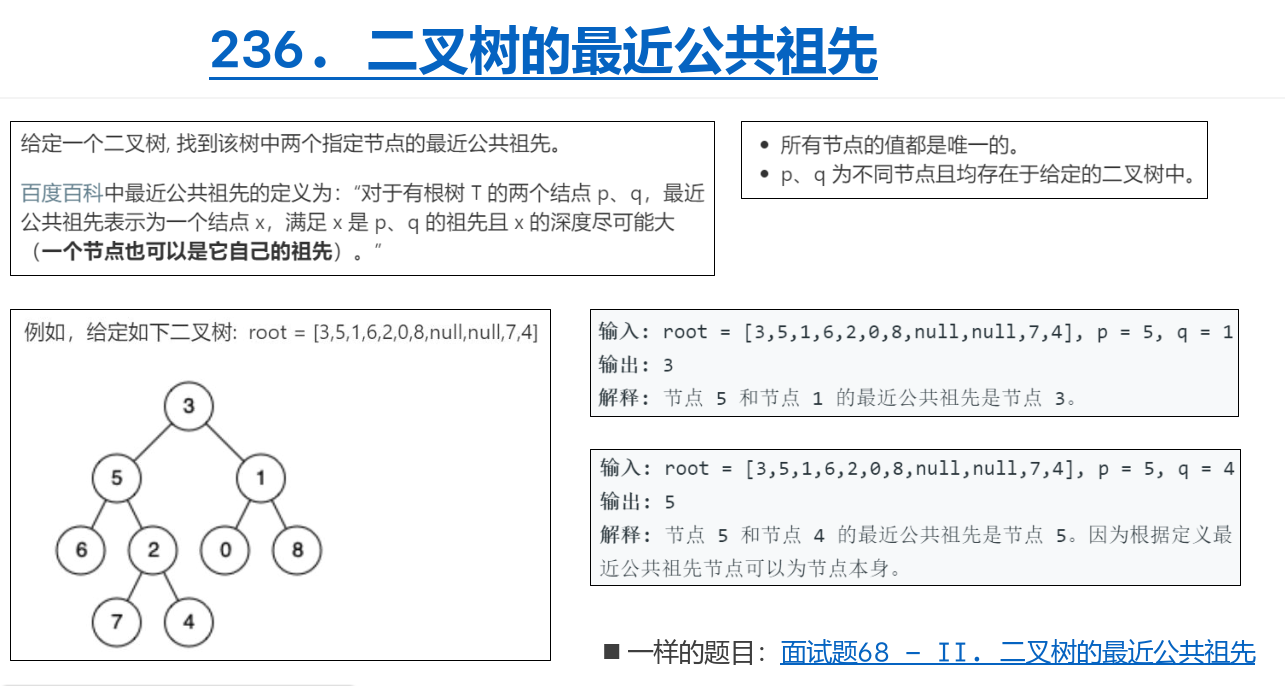 236. 二叉树的最近公共祖先
给定一个二叉树, 找到该树中两个指定节点的最近公共祖先。
百度百科中最近公共祖先的定义为：“对于有根树 T 的两个结点 p、q，最近
公共祖先表示为一个结点 x，满足 x 是 p、q 的祖先且 x 的深度尽可能大
（一个节点也可以是它自己的祖先）。”
• 所有节点的值都是唯一的。
• p、q 为不同节点且均存在于给定的二叉树中。
例如，给定如下二叉树:  root = [3,5,1,6,2,0,8,null,null,7,4]
3
5 1
6 2 0 8
7 4
输入: root = [3,5,1,6,2,0,8,null,null,7,4], p = 5, q = 1
输出: 3
解释: 节点 5 和节点 1 的最近公共祖先是节点 3。
输入: root = [3,5,1,6,2,0,8,null,null,7,4], p = 5, q = 4
输出: 5
解释: 节点 5 和节点 4 的最近公共祖先是节点 5。因为根据定义最
近公共祖先节点可以为节点本身。
■ 一样的题目：面试题68 - II. 二叉树的最近公共祖先